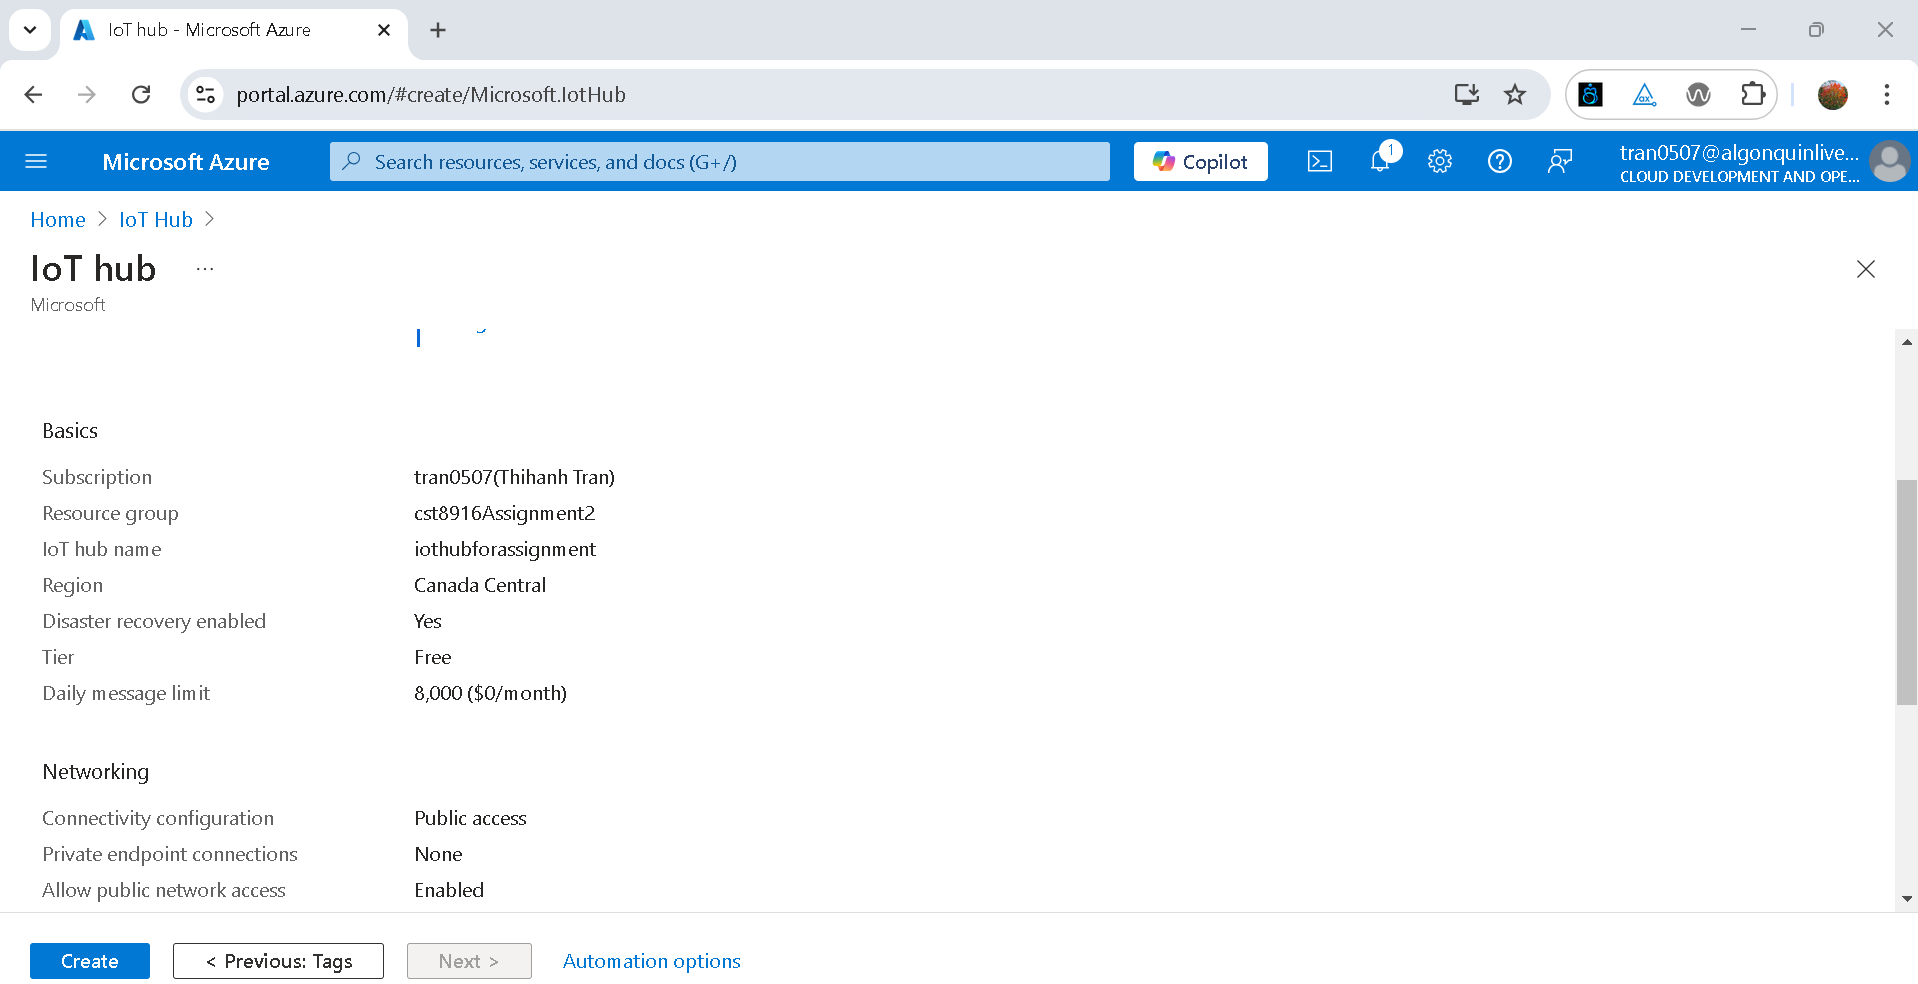 IoT hub - Microsoft Azure
portal.azure.com/#create/Microsoft.IotHub
Microsoft Azure
Search resources, services, and docs (G+/)
Copilot
1
tran0507@algonquinlive...
CLOUD DEVELOPMENT AND OPE...
Home > IoT Hub >
IoT hub ...
Microsoft
Basics
Subscription tran0507(Thihanh Tran)
Resource group cst8916Assignment2
IoT hub name iothubforassignment
Region Canada Central
Disaster recovery enabled Yes
Tier Free
Daily message limit 8,000 ($0/month)
Networking
Connectivity configuration Public access
Private endpoint connections None
Allow public network access Enabled
Create
< Previous: Tags
Next >
Automation options